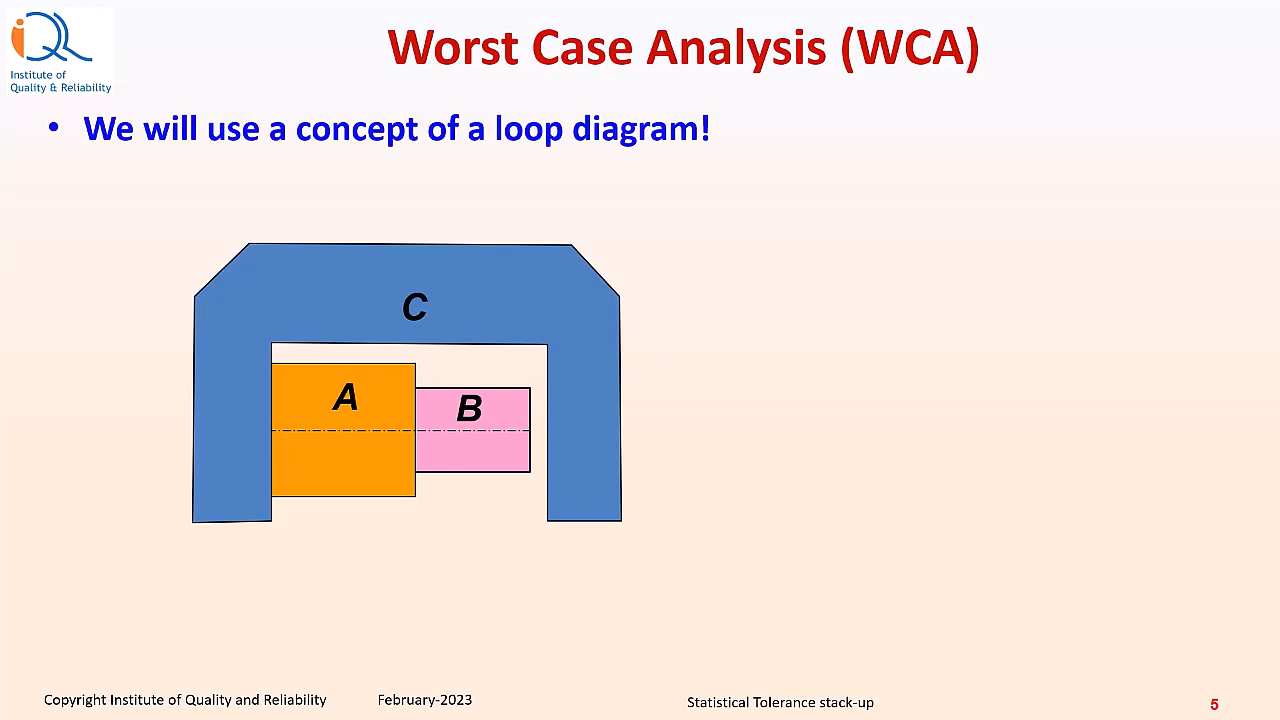 iQ
Institute of
Quality & Reliability
Worst Case Analysis (WCA)
• We will use a concept of a loop diagram!
C
A
B
Copyright Institute of Quality and Reliability
February-2023
Statistical Tolerance stack-up
5